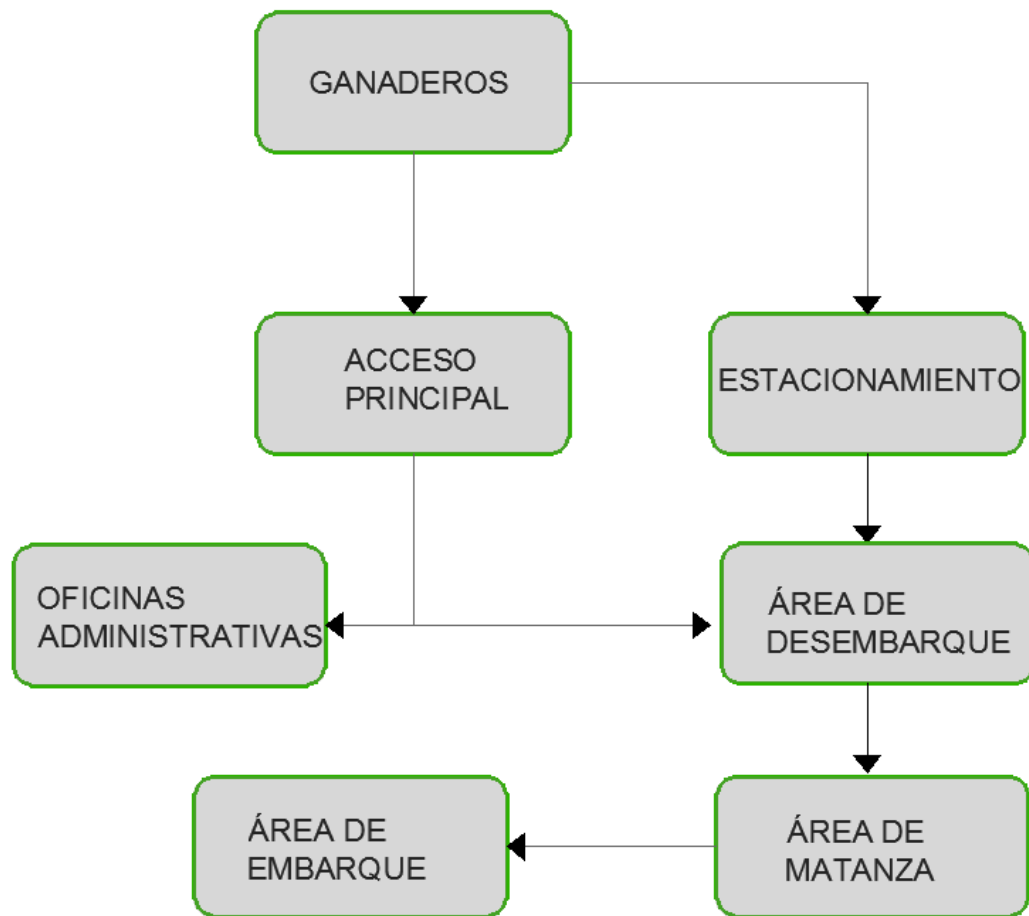 GANADEROS
ACCESO
PRINCIPAL
ESTACIONAMIENTO
OFICINAS
ADMINISTRATIVAS
ÁREA DE
DESEMBARQUE
ÁREA DE
EMBARQUE
ÁREA DE
MATANZA